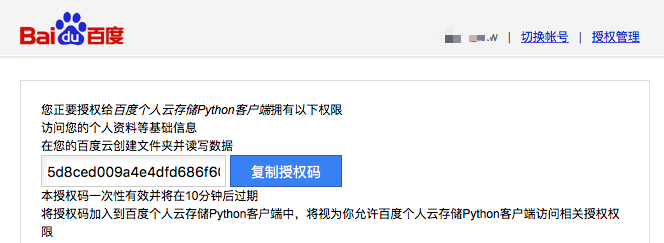 Bai du 百度
切换帐号 | 授权管理
您正要授权给百度个人云存储Python客户端拥有以下权限
访问您的个人资料等基础信息
在您的百度云创建文件夹并读写数据
5d8ced009a4e4dfd686f60 复制授权码
本授权码一次性有效并将在10分钟后过期
将授权码加入到百度个人云存储Python客户端中，将视为你允许百度个人云存储Python客户端访问相关授权权
限